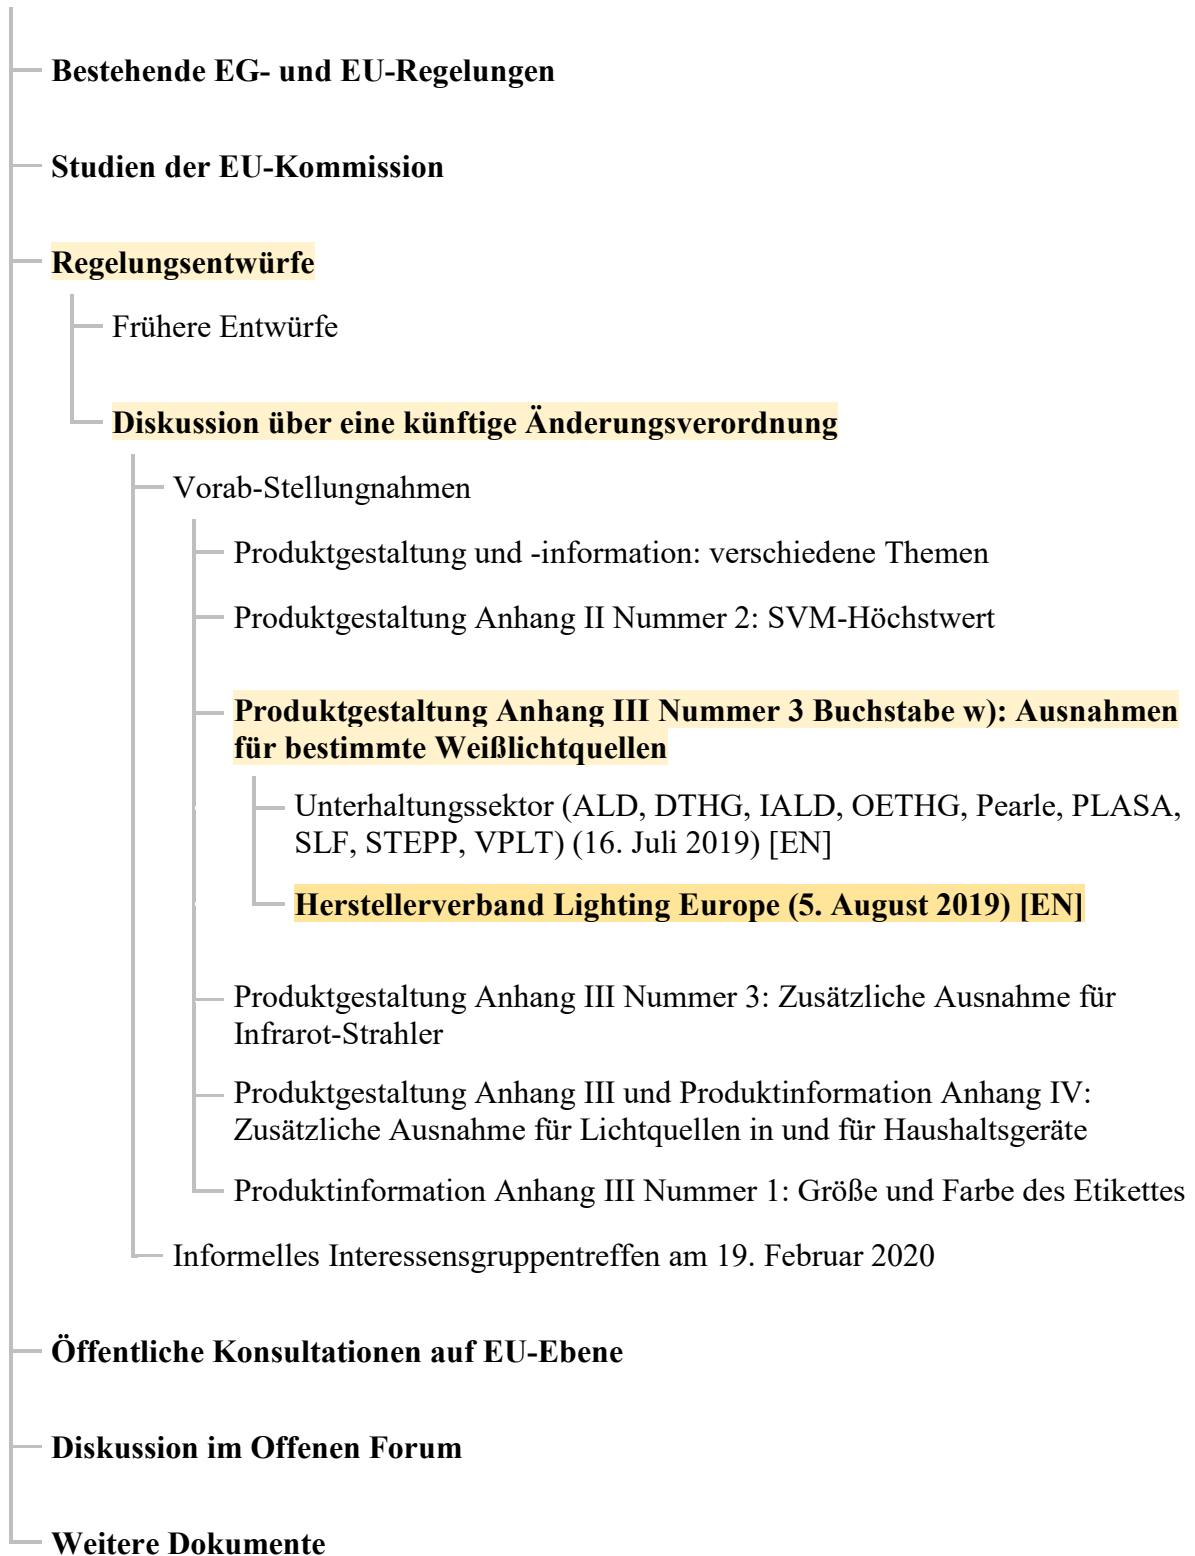 Bestehende EG- und EU-Regelungen
Studien der EU-Kommission
Regelungsentwürfe
Frühere Entwürfe
Diskussion über eine künftige Änderungsverordnung
Vorab-Stellungnahmen
Produktgestaltung und -information: verschiedene Themen
Produktgestaltung Anhang II Nummer 2: SVM-Höchstwert
Produktgestaltung Anhang III Nummer 3 Buchstabe w): Ausnahmen
für bestimmte Weißlichtquellen
Unterhaltungssektor (ALD, DTHG, IALD, OETHG, Pearle, PLASA,
SLF, STEPP, VPLT) (16. Juli 2019) [EN]
Herstellerverband Lighting Europe (5. August 2019) [EN]
Produktgestaltung Anhang III Nummer 3: Zusätzliche Ausnahme für
Infrarot-Strahler
Produktgestaltung Anhang III und Produktinformation Anhang IV:
Zusätzliche Ausnahme für Lichtquellen in und für Haushaltsgeräte
Produktinformation Anhang III Nummer 1: Größe und Farbe des Etikettes
Informelles Interessensgruppentreffen am 19. Februar 2020
Öffentliche Konsultationen auf EU-Ebene
Diskussion im Offenen Forum
Weitere Dokumente